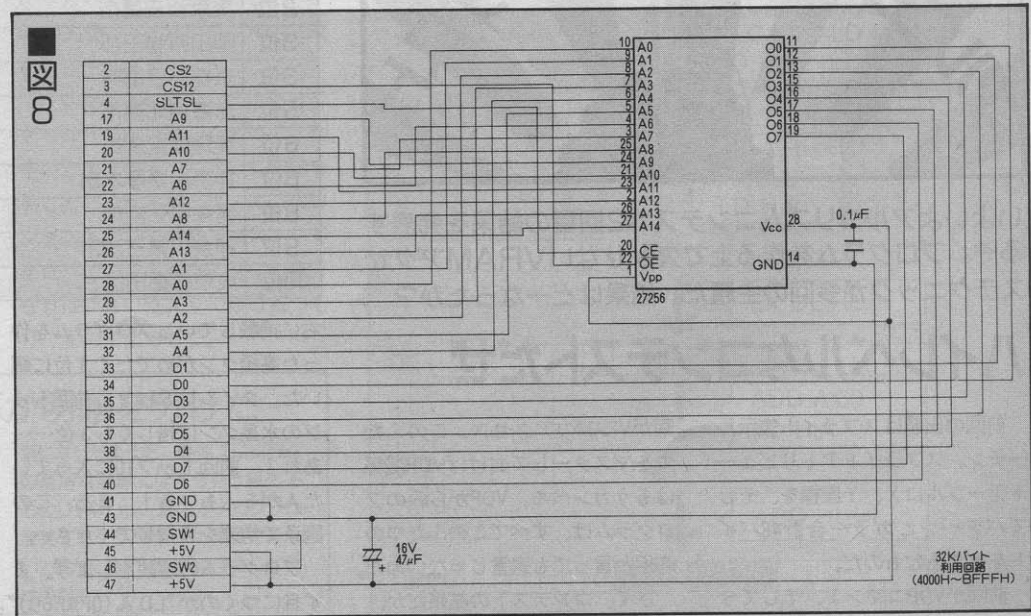 図8
2 CS2
3 CS12
4 SLTSL
17 A9
19 A11
20 A10
21 A7
22 A6
23 A12
24 A8
25 A14
26 A13
27 A1
28 A0
29 A3
30 A2
31 A5
32 A4
33 D1
34 D0
35 D3
36 D2
37 D5
38 D4
39 D7
40 D6
41 GND
43 GND
44 SW1
45 +5V
46 SW2
47 +5V
16V
47μF
+
10 A0
9 A1
8 A2
7 A3
6 A4
5 A5
4 A6
3 A7
25 A8
24 A9
21 A10
23 A11
2 A12
26 A13
27 A14
20 CE
22 OE
1 Vpp
27256
O0 11
O1 12
O2 13
O3 15
O4 16
O5 17
O6 18
O7 19
Vcc 28
GND 14
0.1μF
32Kバイト
利用回路
(4000H~BFFFH)